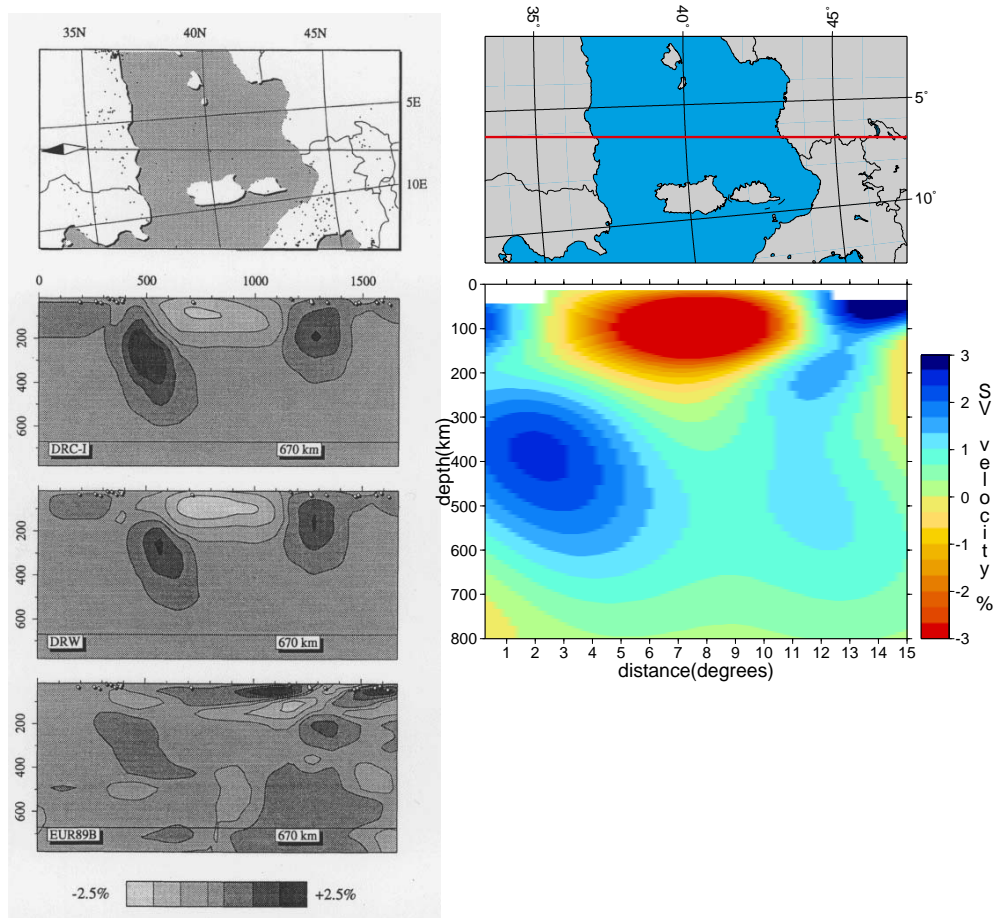 35N 40N 45N
5E
10E
0 500 1000 1500
200
400
600
DRC-I 670 km
200
400
600
DRW 670 km
200
400
600
EUR89B 670 km
-2.5% +2.5%
35° 40° 45°
5°
10°
0
100
200
300
400
500
600
700
800
depth(km)
1 2 3 4 5 6 7 8 9 10 11 12 13 14 15
distance(degrees)
3
2
1
0
-1
-2
-3
SV velocity %